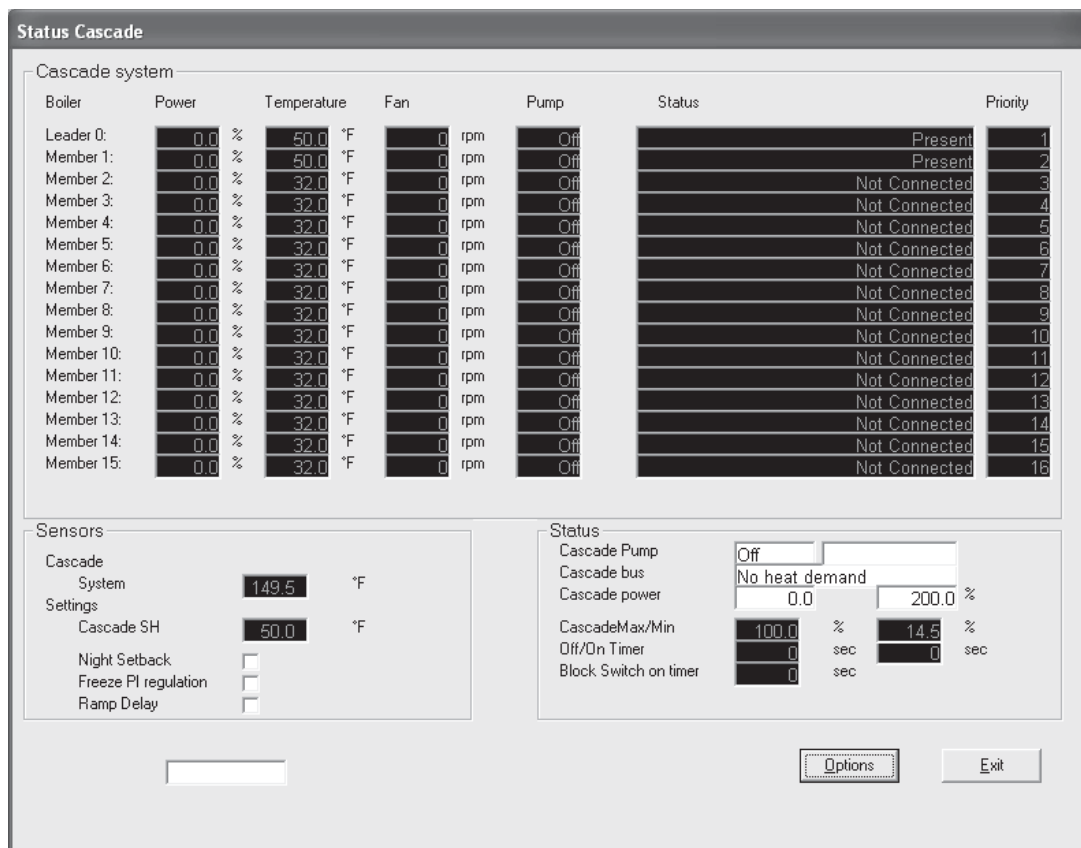 Status Cascade
Cascade system
Boiler Power Temperature Fan Pump Status Priority
Leader 0: 0.0 % 50.0 °F 0 rpm Off Present 1
Member 1: 0.0 % 50.0 °F 0 rpm Off Present 2
Member 2: 0.0 % 32.0 °F 0 rpm Off Not Connected 3
Member 3: 0.0 % 32.0 °F 0 rpm Off Not Connected 4
Member 4: 0.0 % 32.0 °F 0 rpm Off Not Connected 5
Member 5: 0.0 % 32.0 °F 0 rpm Off Not Connected 6
Member 6: 0.0 % 32.0 °F 0 rpm Off Not Connected 7
Member 7: 0.0 % 32.0 °F 0 rpm Off Not Connected 8
Member 8: 0.0 % 32.0 °F 0 rpm Off Not Connected 9
Member 9: 0.0 % 32.0 °F 0 rpm Off Not Connected 10
Member 10: 0.0 % 32.0 °F 0 rpm Off Not Connected 11
Member 11: 0.0 % 32.0 °F 0 rpm Off Not Connected 12
Member 12: 0.0 % 32.0 °F 0 rpm Off Not Connected 13
Member 13: 0.0 % 32.0 °F 0 rpm Off Not Connected 14
Member 14: 0.0 % 32.0 °F 0 rpm Off Not Connected 15
Member 15: 0.0 % 32.0 °F 0 rpm Off Not Connected 16
Sensors
Cascade
System 149.5 °F
Settings
Cascade SH 50.0 °F
Night Setback
Freeze PI regulation
Ramp Delay
Status
Cascade Pump Off
Cascade bus No heat demand
Cascade power 0.0 200.0 %
CascadeMax/Min 100.0 % 14.5 %
Off/On Timer 0 sec 0 sec
Block Switch on timer 0 sec
Options Exit